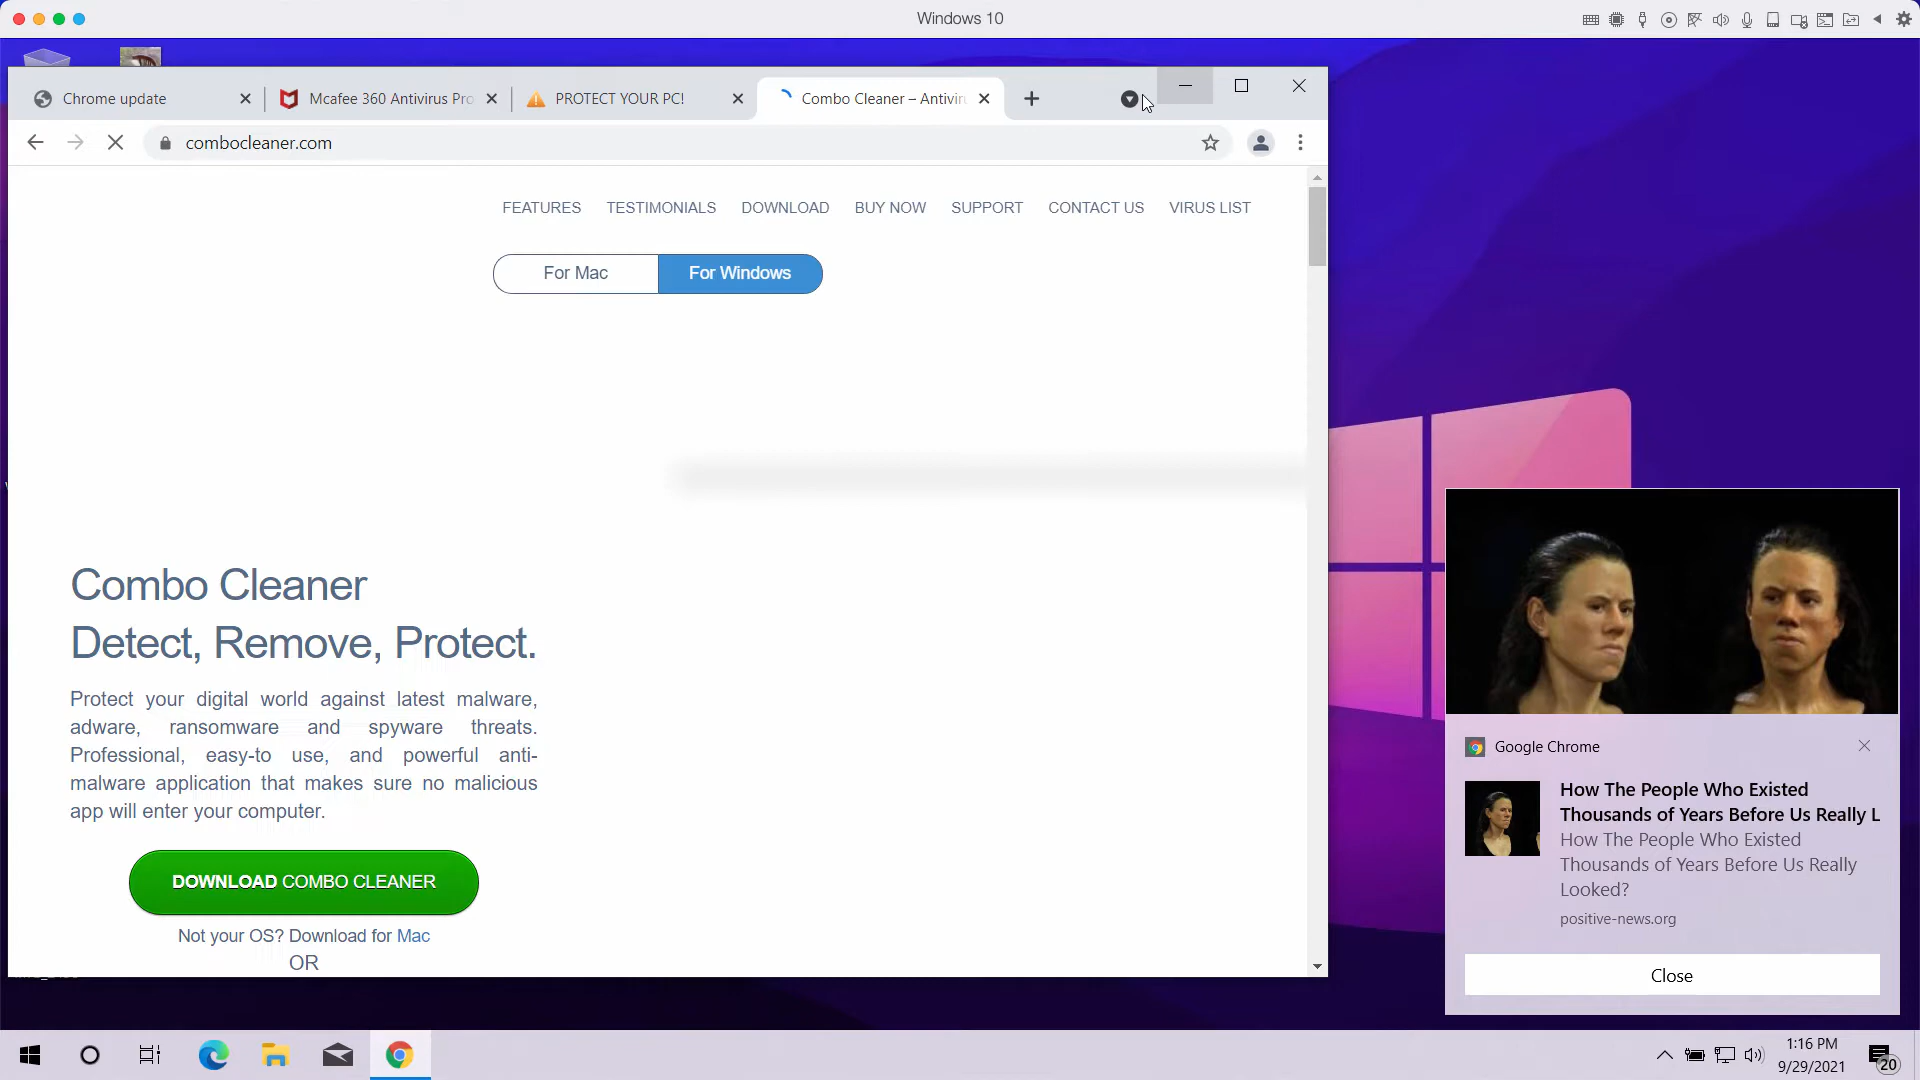 Windows 10
Chrome update
Mcafee 360 Antivirus Pro
PROTECT YOUR PC!
Combo Cleaner – Antiviru
combocleaner.com
FEATURES TESTIMONIALS DOWNLOAD BUY NOW SUPPORT CONTACT US VIRUS LIST
For Mac For Windows
Combo Cleaner
Detect, Remove, Protect.
Protect your digital world against latest malware,
adware, ransomware and spyware threats.
Professional, easy-to use, and powerful anti-
malware application that makes sure no malicious
app will enter your computer.
DOWNLOAD COMBO CLEANER
Not your OS? Download for Mac
OR
Google Chrome
How The People Who Existed
Thousands of Years Before Us Really L
How The People Who Existed
Thousands of Years Before Us Really
Looked?
positive-news.org
Close
1:16 PM
9/29/2021
20